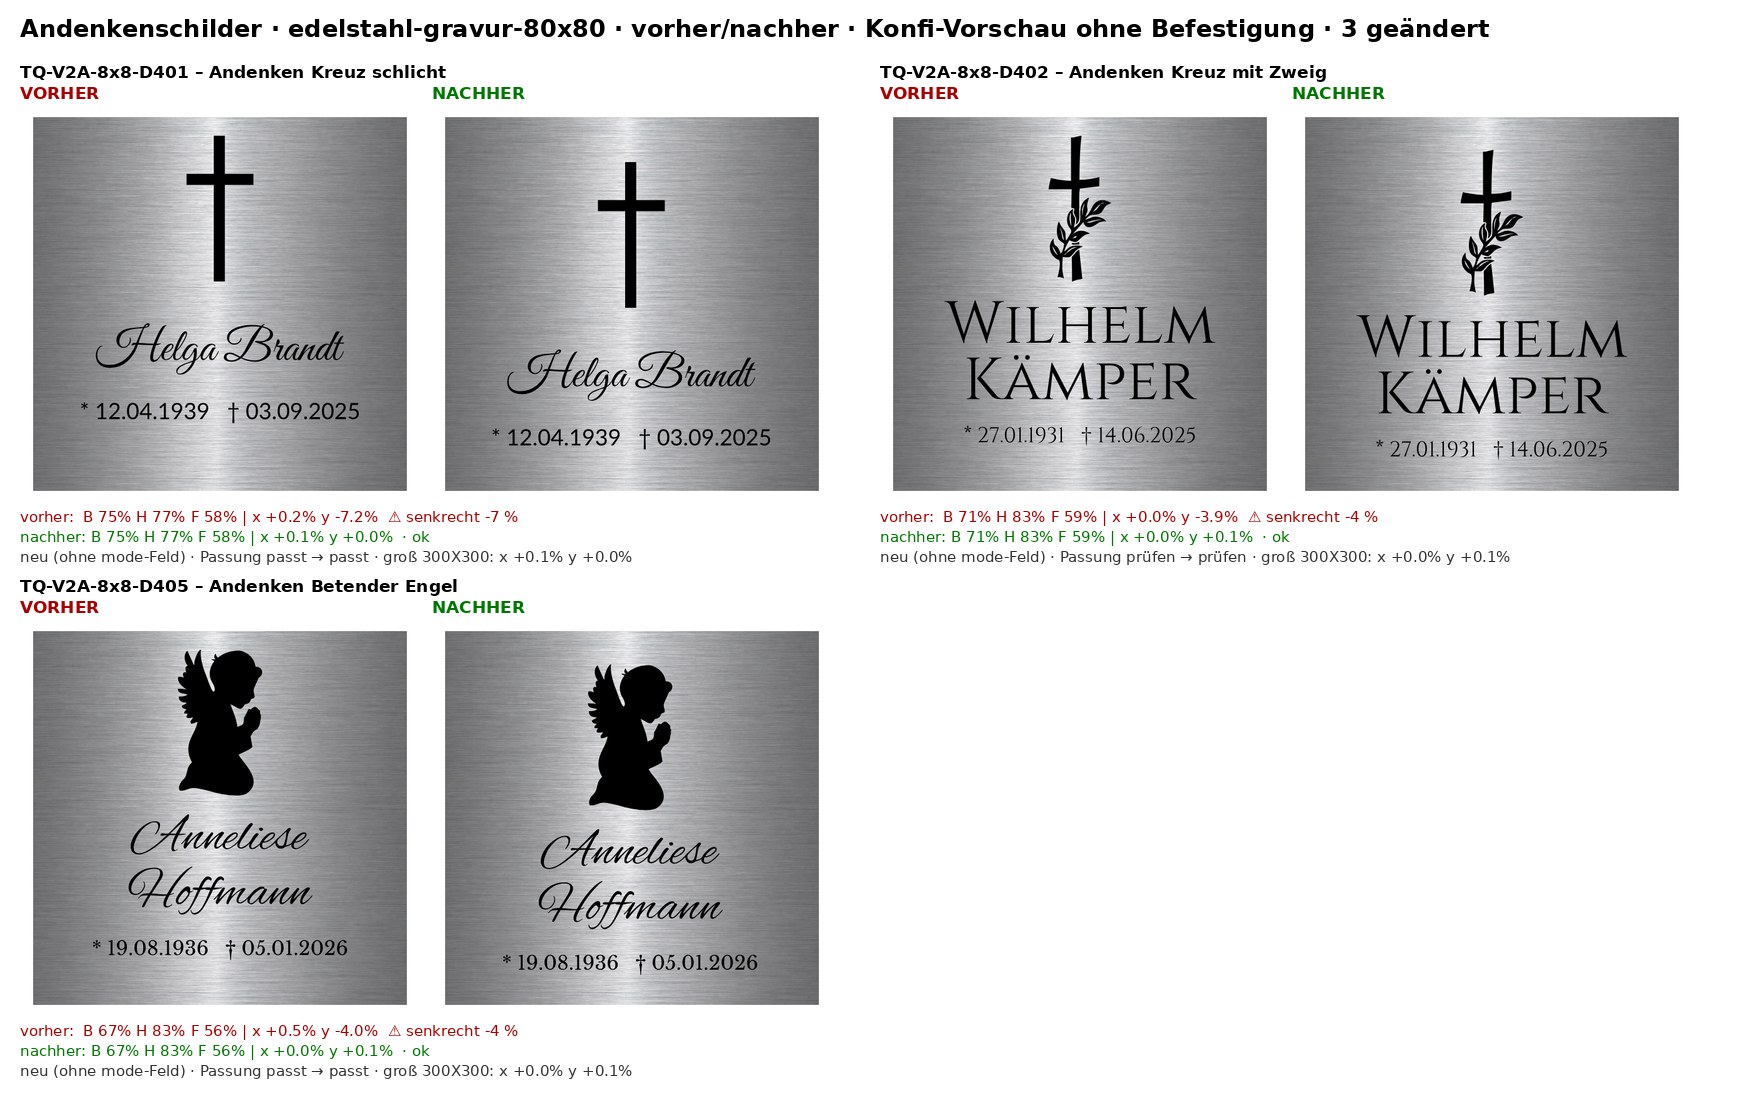 Andenkenschilder · edelstahl-gravur-80x80 · vorher/nachher · Konfi-Vorschau ohne Befestigung · 3 geändert
TQ-V2A-8x8-D401 – Andenken Kreuz schlicht
VORHER
NACHHER
Helga Brandt
* 12.04.1939 † 03.09.2025
Helga Brandt
* 12.04.1939 † 03.09.2025
vorher: B 75% H 77% F 58% | x +0.2% y -7.2% ⚠ senkrecht -7 %
nachher: B 75% H 77% F 58% | x +0.1% y +0.0% · ok
neu (ohne mode-Feld) · Passung passt → passt · groß 300X300: x +0.1% y +0.0%
TQ-V2A-8x8-D402 – Andenken Kreuz mit Zweig
VORHER
NACHHER
WILHELM
KÄMPER
* 27.01.1931 † 14.06.2025
WILHELM
KÄMPER
* 27.01.1931 † 14.06.2025
vorher: B 71% H 83% F 59% | x +0.0% y -3.9% ⚠ senkrecht -4 %
nachher: B 71% H 83% F 59% | x +0.0% y +0.1% · ok
neu (ohne mode-Feld) · Passung prüfen → prüfen · groß 300X300: x +0.0% y +0.1%
TQ-V2A-8x8-D405 – Andenken Betender Engel
VORHER
NACHHER
Anneliese
Hoffmann
* 19.08.1936 † 05.01.2026
Anneliese
Hoffmann
* 19.08.1936 † 05.01.2026
vorher: B 67% H 83% F 56% | x +0.5% y -4.0% ⚠ senkrecht -4 %
nachher: B 67% H 83% F 56% | x +0.0% y +0.1% · ok
neu (ohne mode-Feld) · Passung passt → passt · groß 300X300: x +0.0% y +0.1%